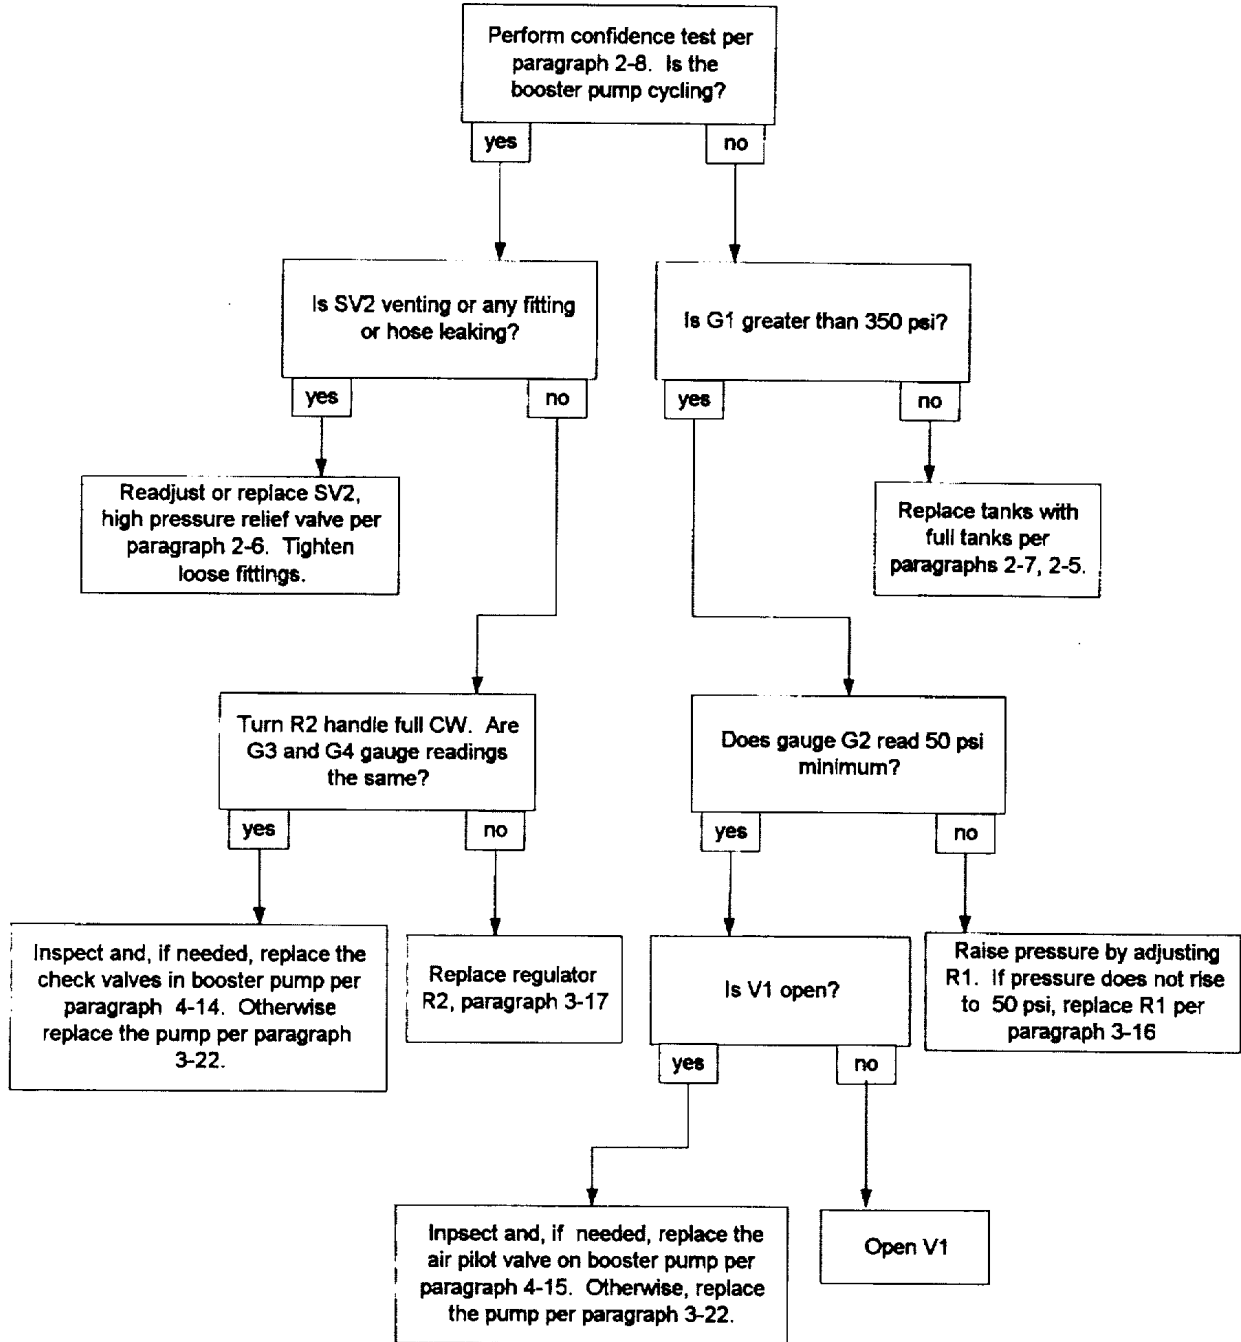 Perform confidence test per
paragraph 2-8. Is the
booster pump cycling?
yes
no
Is SV2 venting or any fitting
or hose leaking?
Is G1 greater than 350 psi?
yes
no
yes
no
Readjust or replace SV2,
high pressure relief valve per
paragraph 2-6. Tighten
loose fittings.
Replace tanks with
full tanks per
paragraphs 2-7, 2-5.
Turn R2 handle full CW. Are
G3 and G4 gauge readings
the same?
Does gauge G2 read 50 psi
minimum?
yes
no
yes
no
Inspect and, if needed, replace the
check valves in booster pump per
paragraph 4-14. Otherwise
replace the pump per paragraph
3-22.
Replace regulator
R2, paragraph 3-17
Is V1 open?
Raise pressure by adjusting
R1. If pressure does not rise
to 50 psi, replace R1 per
paragraph 3-16
yes
no
Inpsect and, if needed, replace the
air pilot valve on booster pump per
paragraph 4-15. Otherwise, replace
the pump per paragraph 3-22.
Open V1